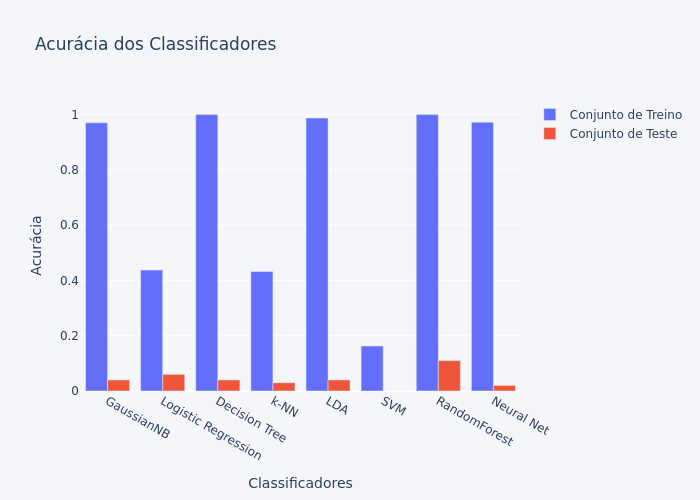 Acurácia dos Classificadores
Conjunto de Treino
Conjunto de Teste
Acurácia
1
0.8
0.6
0.4
0.2
0
GaussianNB
Logistic Regression
Decision Tree
k-NN
LDA
SVM
RandomForest
Neural Net
Classificadores